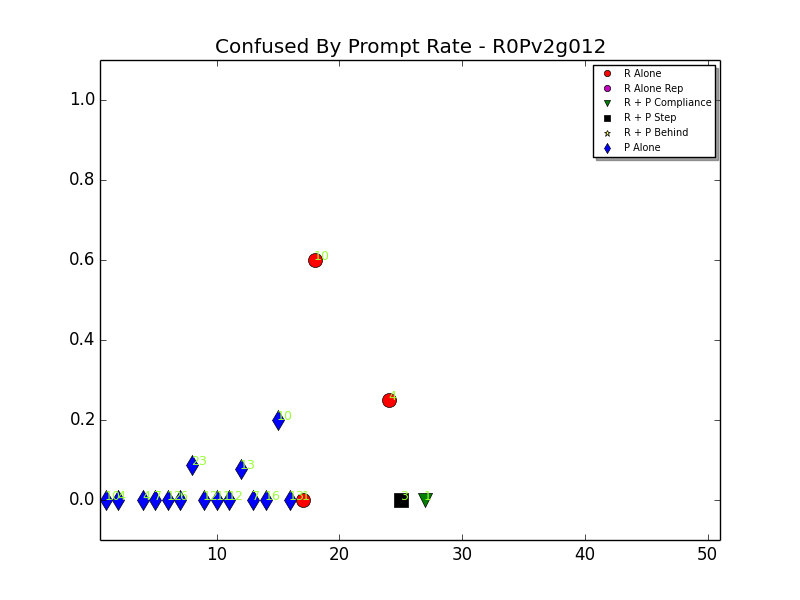 Confused By Prompt Rate - R0Pv2g012
R Alone
R Alone Rep
R + P Compliance
R + P Step
R + P Behind
P Alone
1.0
0.8
0.6
0.4
0.2
0.0
10
4
10
23
13
16
1
10 20 30 40 50